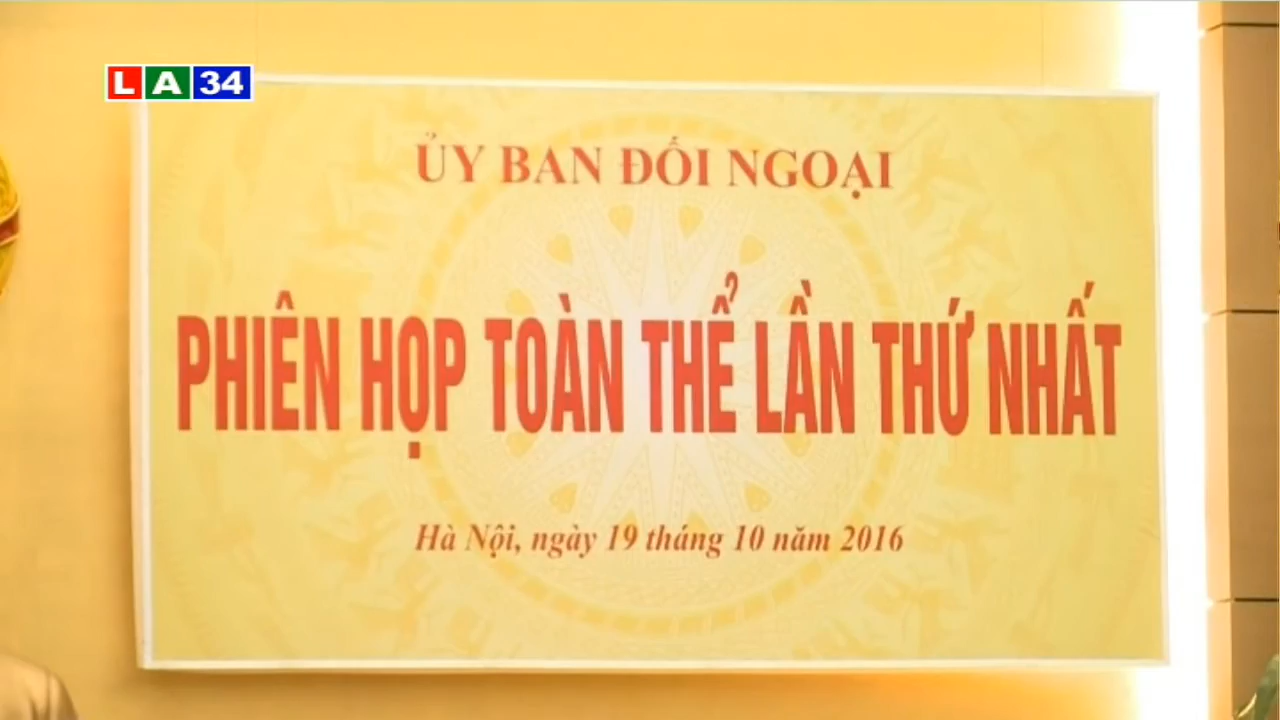 LA34
ỦY BAN ĐỐI NGOẠI
PHIÊN HỌP TOÀN THỂ LẦN THỨ NHẤT
Hà Nội, ngày 19 tháng 10 năm 2016